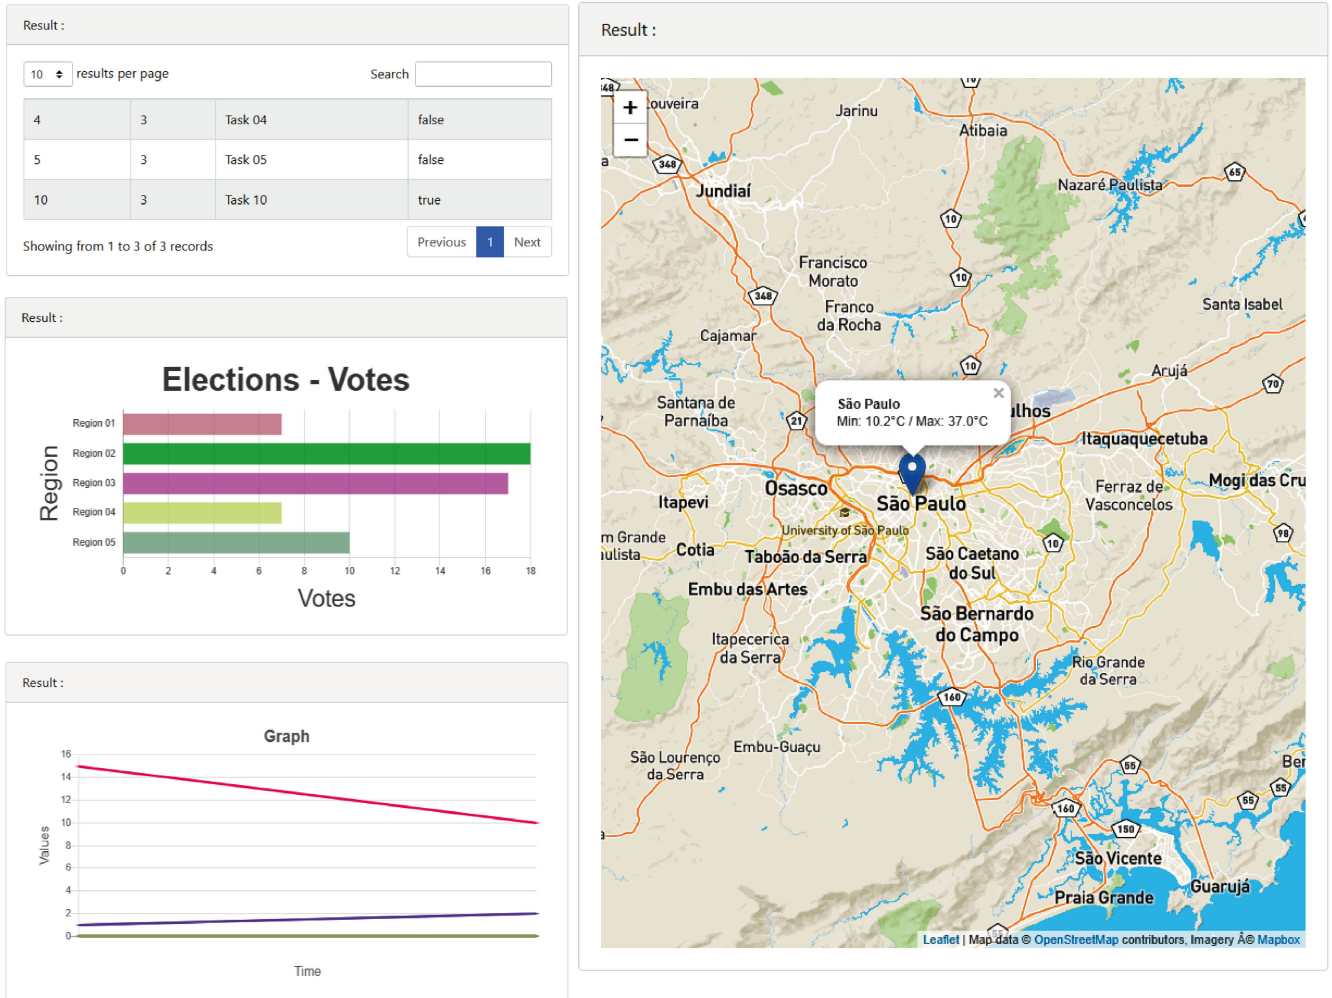 Result :
10 results per page Search
4 3 Task 04 false
5 3 Task 05 false
10 3 Task 10 true
Showing from 1 to 3 of 3 records Previous 1 Next
Result :
Elections - Votes
Region
Region 01
Region 02
Region 03
Region 04
Region 05
0 2 4 6 8 10 12 14 16 18
Votes
Result :
Graph
Values
16
14
12
10
8
6
4
2
0
Time
Result :
+
−
ouveira
Jarinu
10
Atibaia
348
Jundiaí
Nazaré Paulista
65
10
Francisco
Morato
10
348
Franco
da Rocha
Santa Isabel
Cajamar
10
Arujá
70
São Paulo
Min: 10.2°C / Max: 37.0°C
×
Santana de
Parnaíba
21
ulhos
Itaquaquecetuba
Osasco
Itapevi
São Paulo
Ferraz de
Vasconcelos
Mogi das Cru
University of São Paulo
m Grande
ulista
Cotia
Taboão da Serra
São Caetano
do Sul
10
98
Embu das Artes
São Bernardo
do Campo
Itapecerica
da Serra
Rio Grande
da Serra
160
Embu-Guaçu
São Lourenço
da Serra
55
Ber
55
55
160
150
São Vicente
Praia Grande
Guarujá
55
Leaflet | Map data © OpenStreetMap contributors, Imagery Â© Mapbox